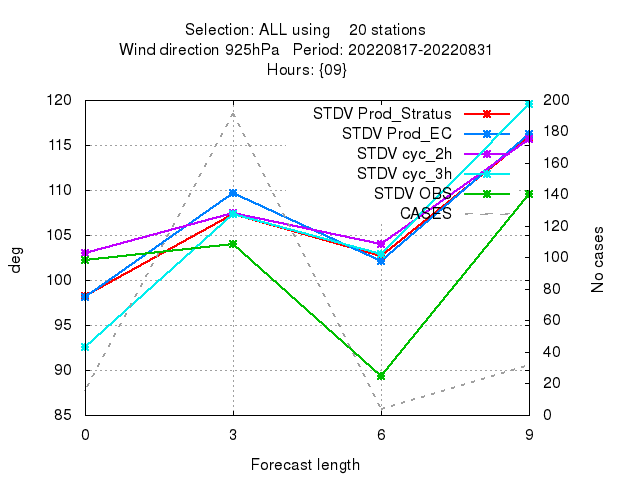 Selection: ALL using 20 stations
Wind direction 925hPa Period: 20220817-20220831
Hours: {09}
120 200
STDV Prod_Stratus
180
STDV Prod_EC
115
STDV cyc_2h
160
STDV cyc_3h
110 STDV OBS 140
CASES
120
105
deg
No cases
100
100
80
95
60
40
90
20
85 0
0 3 6 9
Forecast length